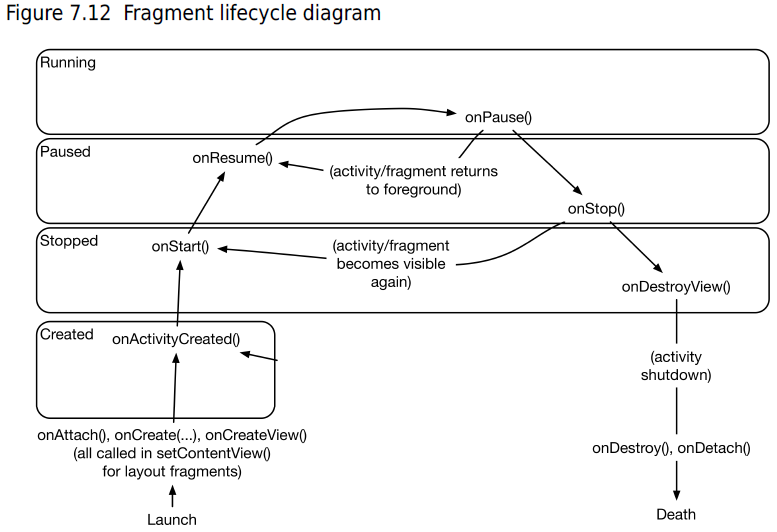 Figure 7.12 Fragment lifecycle diagram
Running
onPause()
Paused
onResume()
(activity/fragment returns
to foreground)
onStop()
Stopped
onStart()
(activity/fragment
becomes visible
again)
onDestroyView()
Created
onActivityCreated()
(activity
shutdown)
onAttach(), onCreate(...), onCreateView()
(all called in setContentView()
for layout fragments)
onDestroy(), onDetach()
Launch
Death